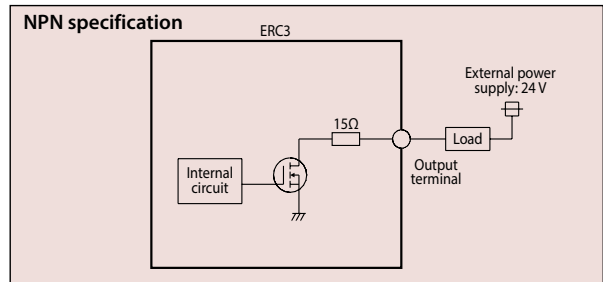 NPN specification
ERC3
External power
supply: 24 V
15Ω
Load
Output
terminal
Internal
circuit